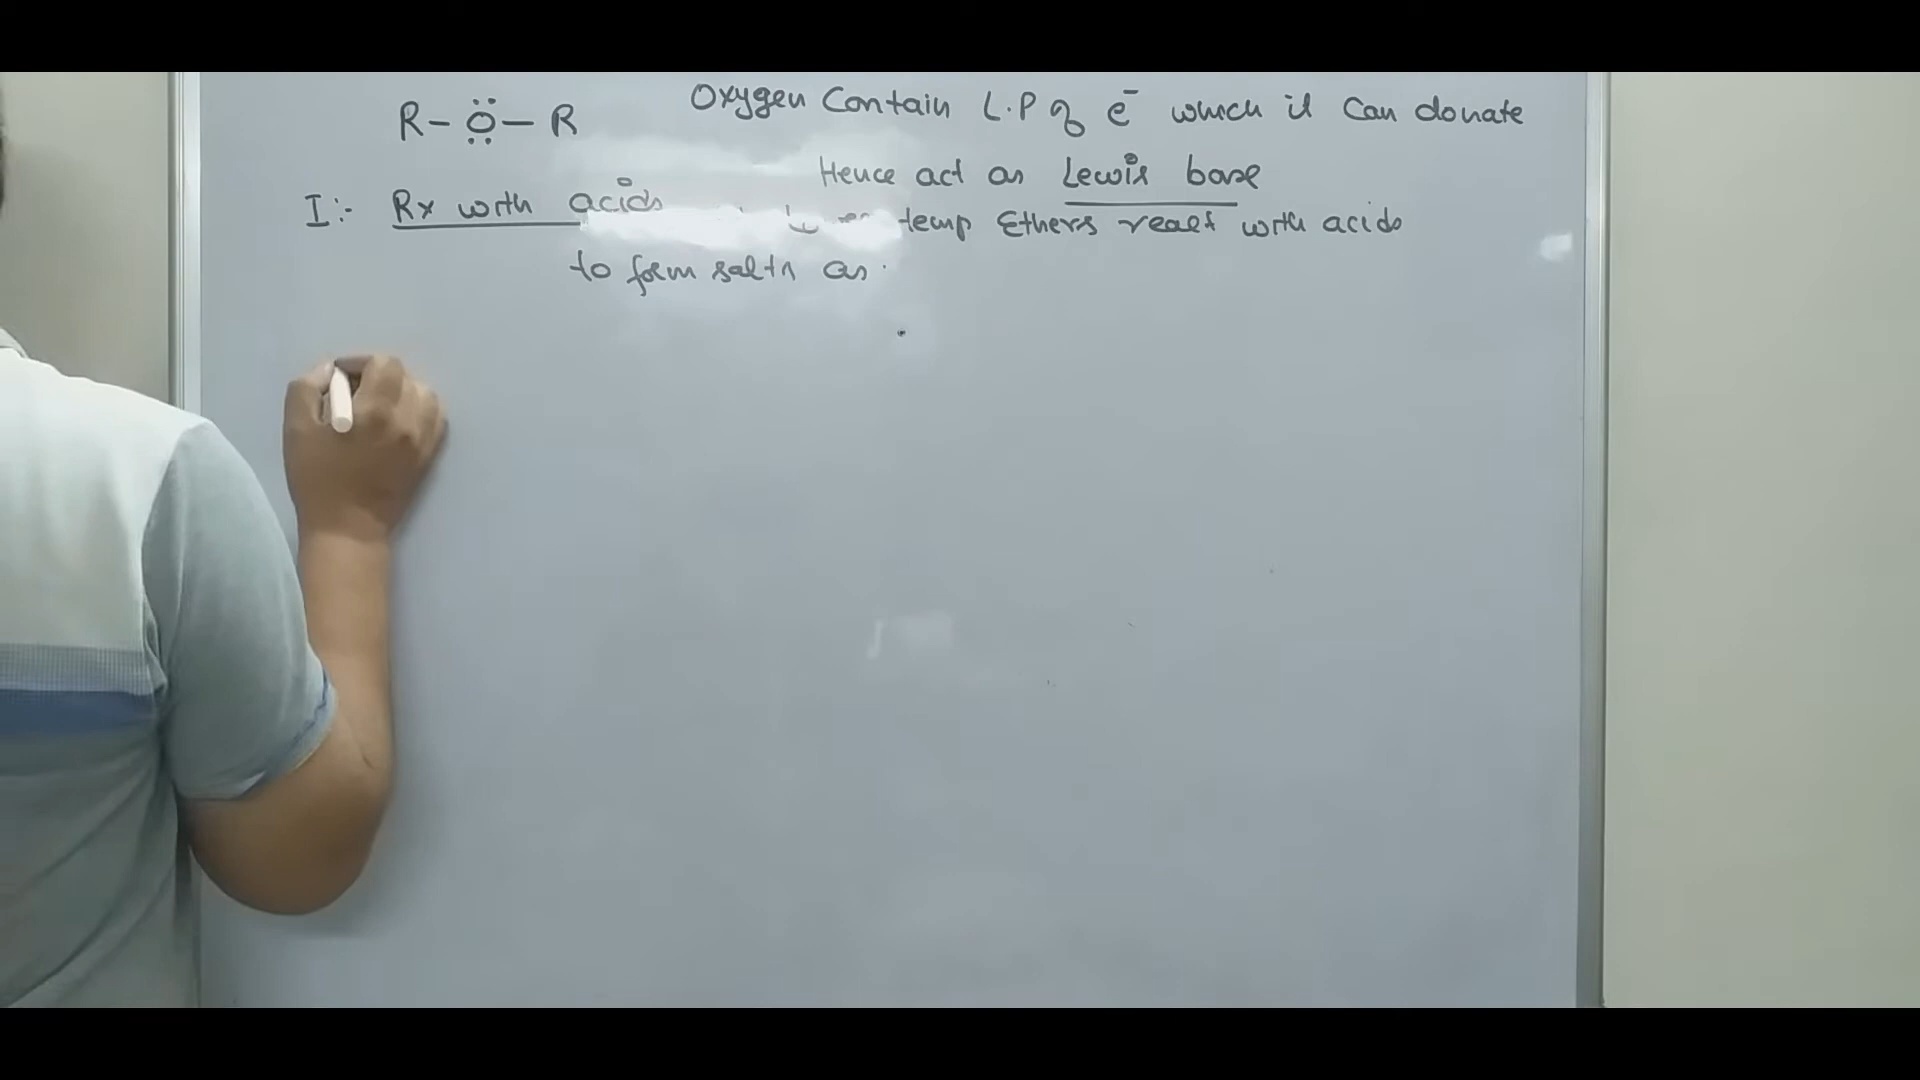 R-Ö-R Oxygen Contain L.P of e⁻ which it can donate
Hence act as Lewis base
I:- Rx with acids temp Ethers react with acids
to form salts as